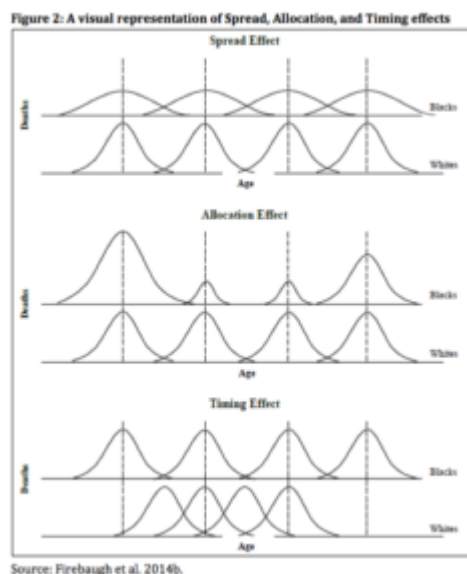 Figure 2: A visual representation of Spread, Allocation, and Timing effects
Spread Effect
Deaths
Blacks
Whites
Age
Allocation Effect
Deaths
Blacks
Whites
Age
Timing Effect
Deaths
Blacks
Whites
Age
Source: Firebaugh et al. 2014b.